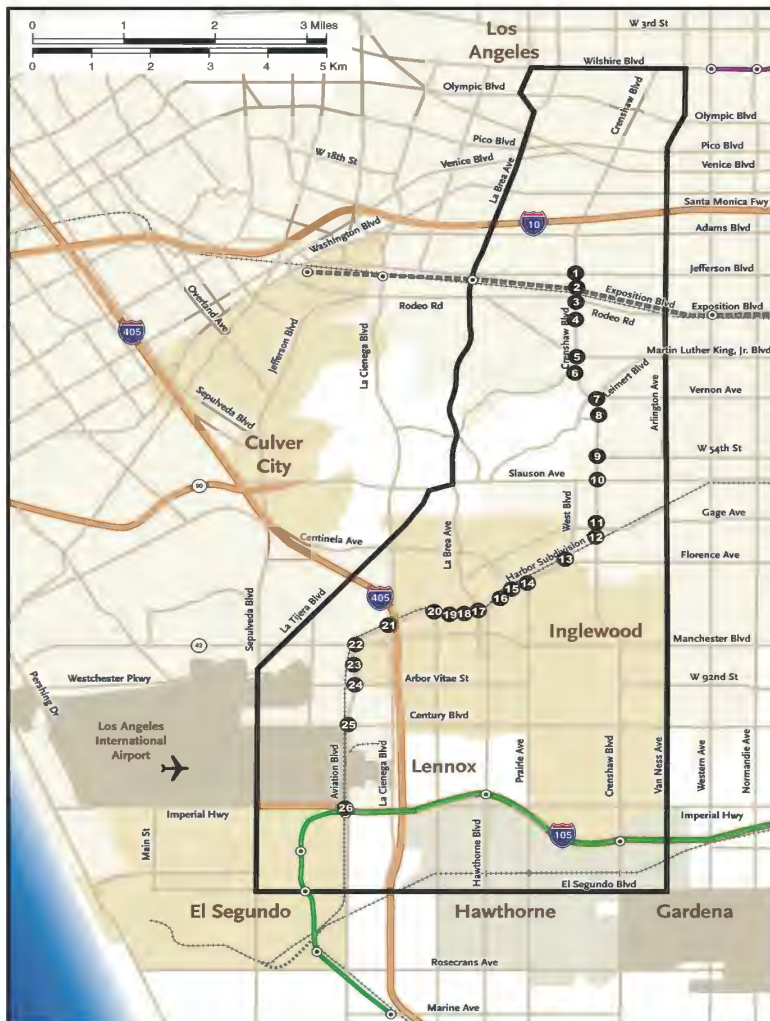 0 1 2 3 Miles
0 1 2 3 4 5 Km
Los
Angeles
W 3rd St
Wilshire Blvd
Olympic Blvd
Crenshaw Blvd
Olympic Blvd
Pico Blvd
Pico Blvd
W 18th St
Venice Blvd
Venice Blvd
La Brea Ave
Santa Monica Fwy
10
Washington Blvd
Adams Blvd
1
Jefferson Blvd
2
Exposition Blvd
3
Exposition Blvd
Overland Ave
Rodeo Rd
4
Rodeo Rd
405
Jefferson Blvd
La Cienega Blvd
Crenshaw Blvd
5
Martin Luther King, Jr. Blvd
6
Leimert Blvd
Arlington Ave
Sepulveda Blvd
7
Vernon Ave
8
Culver
City
9
W 54th St
Slauson Ave
10
90
West Blvd
11
Gage Ave
Centinela Ave
La Brea Ave
12
Harbor Subdivision
13
Florence Ave
405
14
15
16
La Tijera Blvd
Sepulveda Blvd
20 19 18 17
21
Inglewood
42
22
Manchester Blvd
23
Westchester Pkwy
24
Arbor Vitae St
W 92nd St
Pershing Dr
Los Angeles
International
Airport
25
Century Blvd
Aviation Blvd
La Cienega Blvd
Lennox
Prairie Ave
Crenshaw Blvd
Van Ness Ave
Western Ave
Normandie Ave
Imperial Hwy
26
Imperial Hwy
105
Main St
Hawthorne Blvd
El Segundo Blvd
El Segundo
Hawthorne
Gardena
Rosecrans Ave
Marine Ave